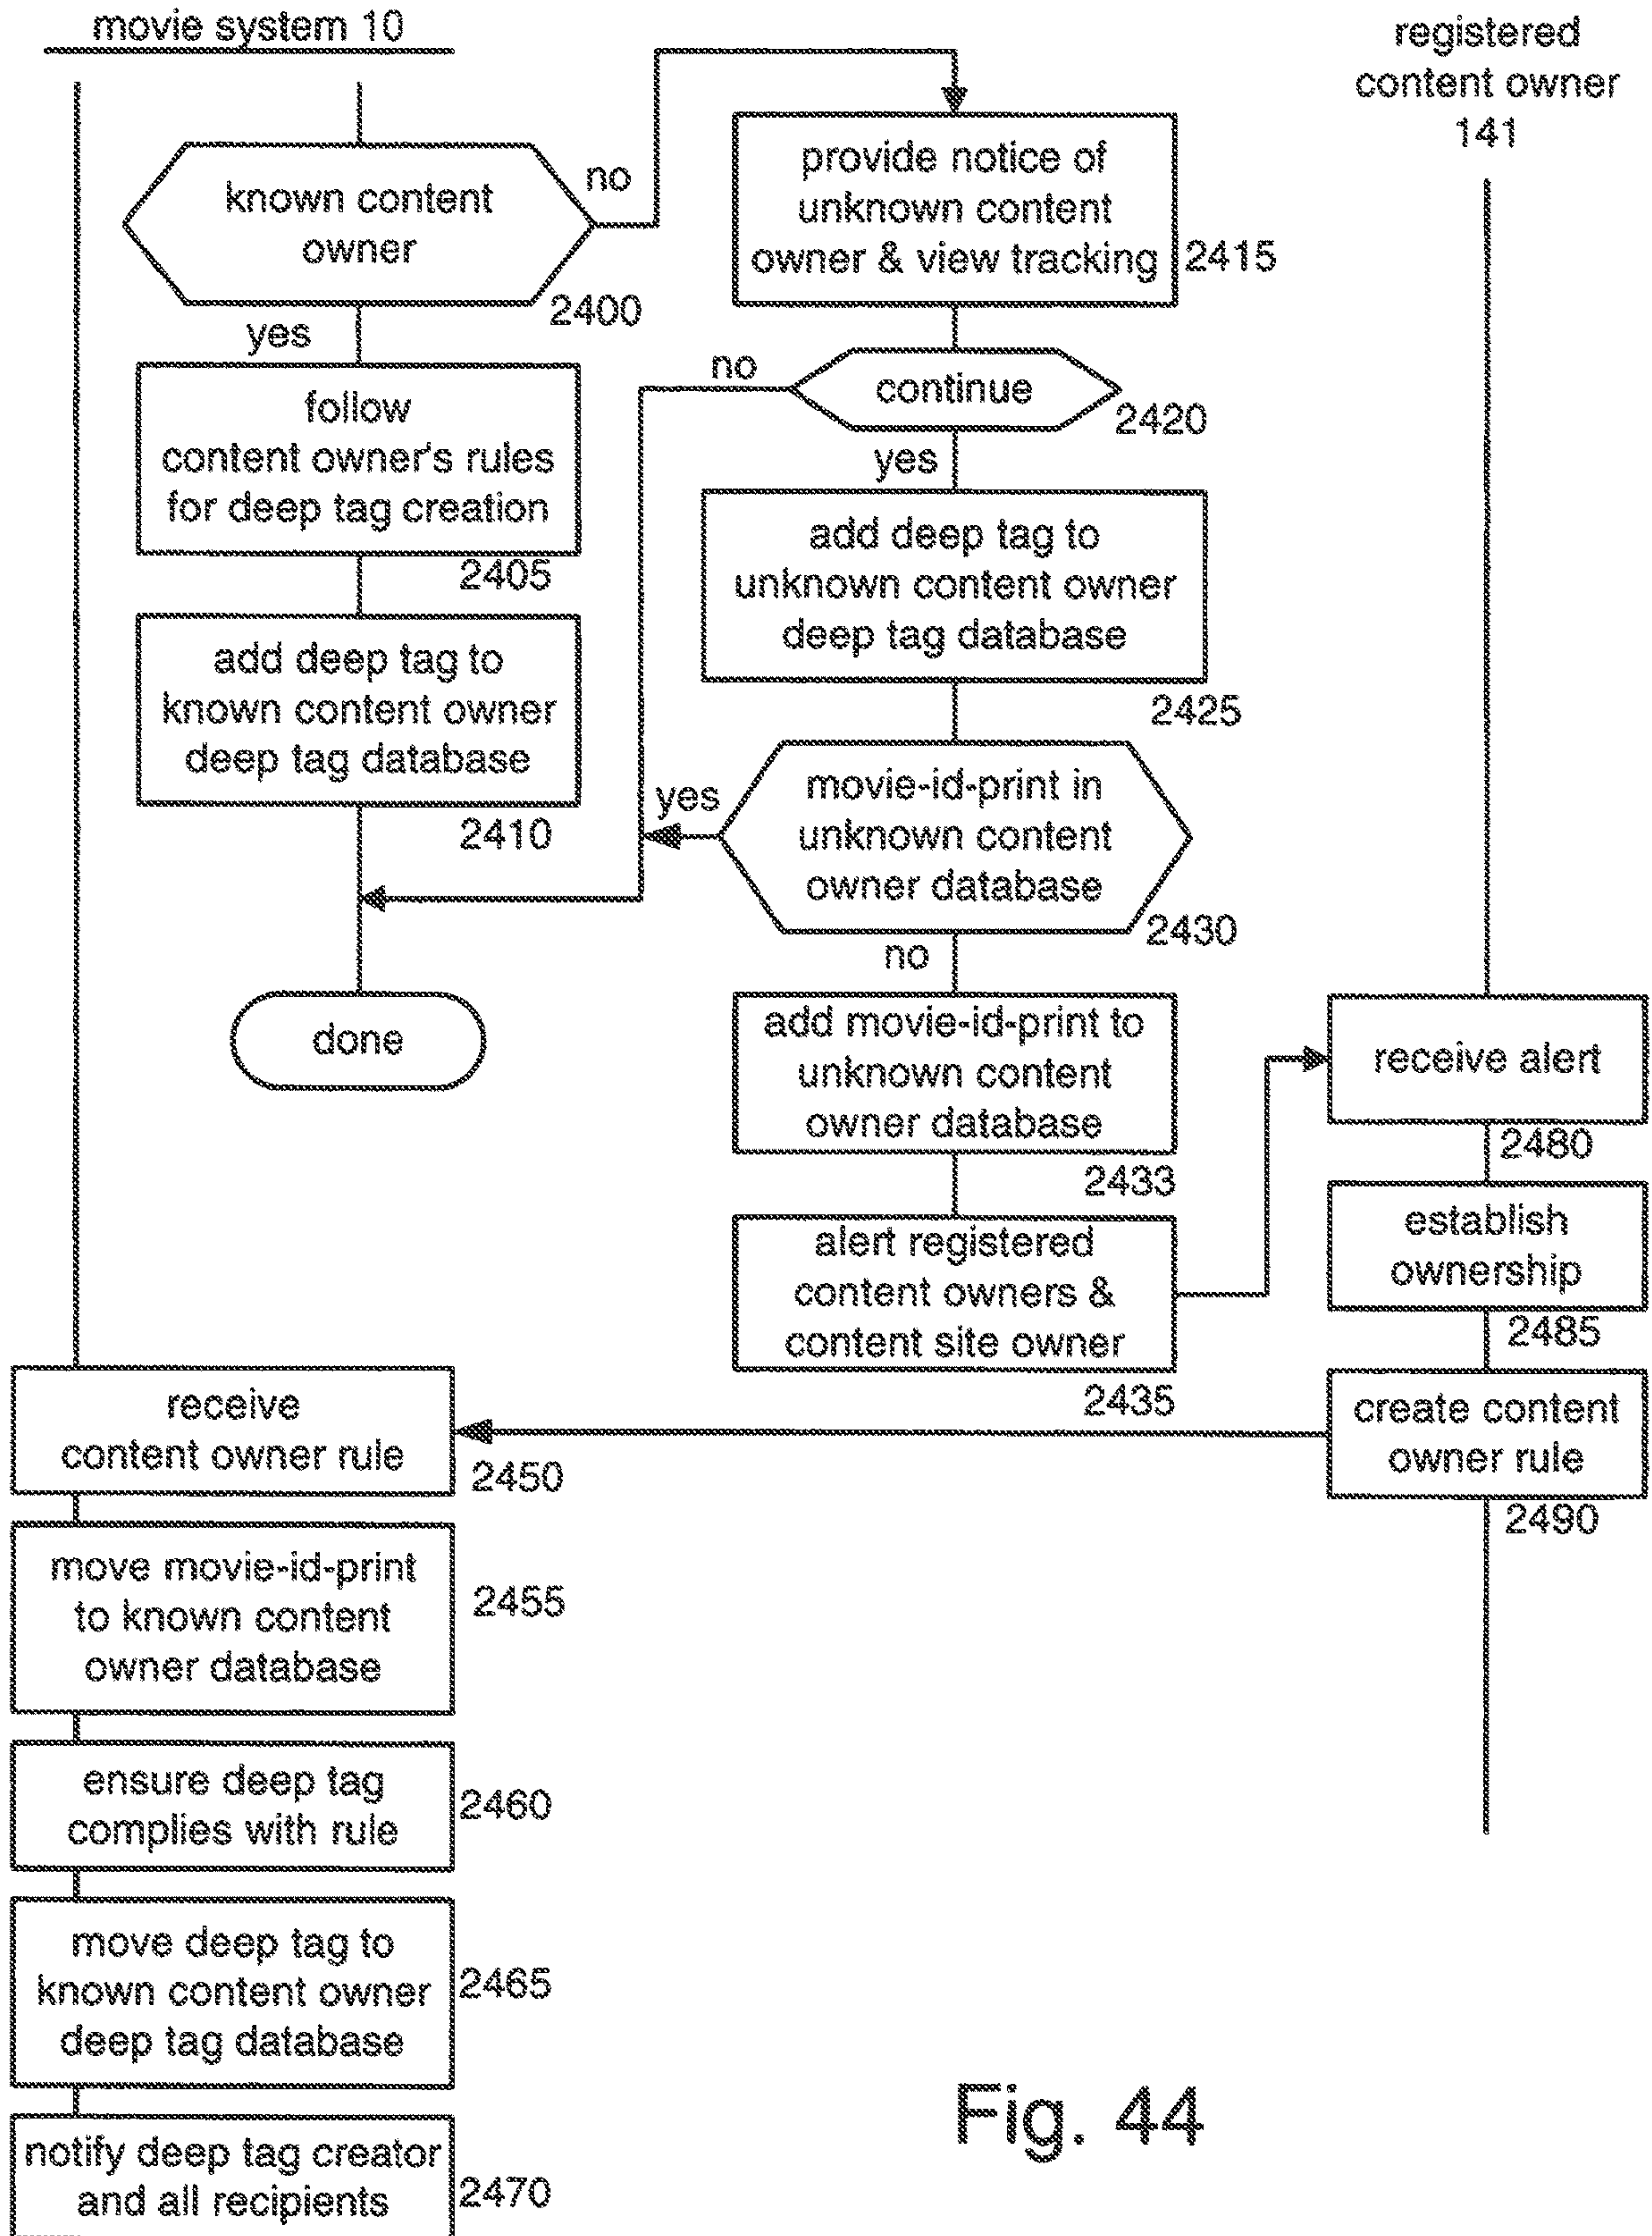 movie system 10
registered
content owner
141
known content
owner
2400
no
yes
provide notice of
unknown content
owner & view tracking
2415
follow
content owner's rules
for deep tag creation
2405
no
continue
2420
yes
add deep tag to
unknown content owner
deep tag database
2425
add deep tag to
known content owner
deep tag database
2410
yes
movie-id-print in
unknown content
owner database
2430
no
done
add movie-id-print to
unknown content
owner database
2433
alert registered
content owners &
content site owner
2435
receive alert
2480
establish
ownership
2485
create content
owner rule
2490
receive
content owner rule
2450
move movie-id-print
to known content
owner database
2455
ensure deep tag
complies with rule
2460
move deep tag to
known content owner
deep tag database
2465
notify deep tag creator
and all recipients
2470
Fig. 44